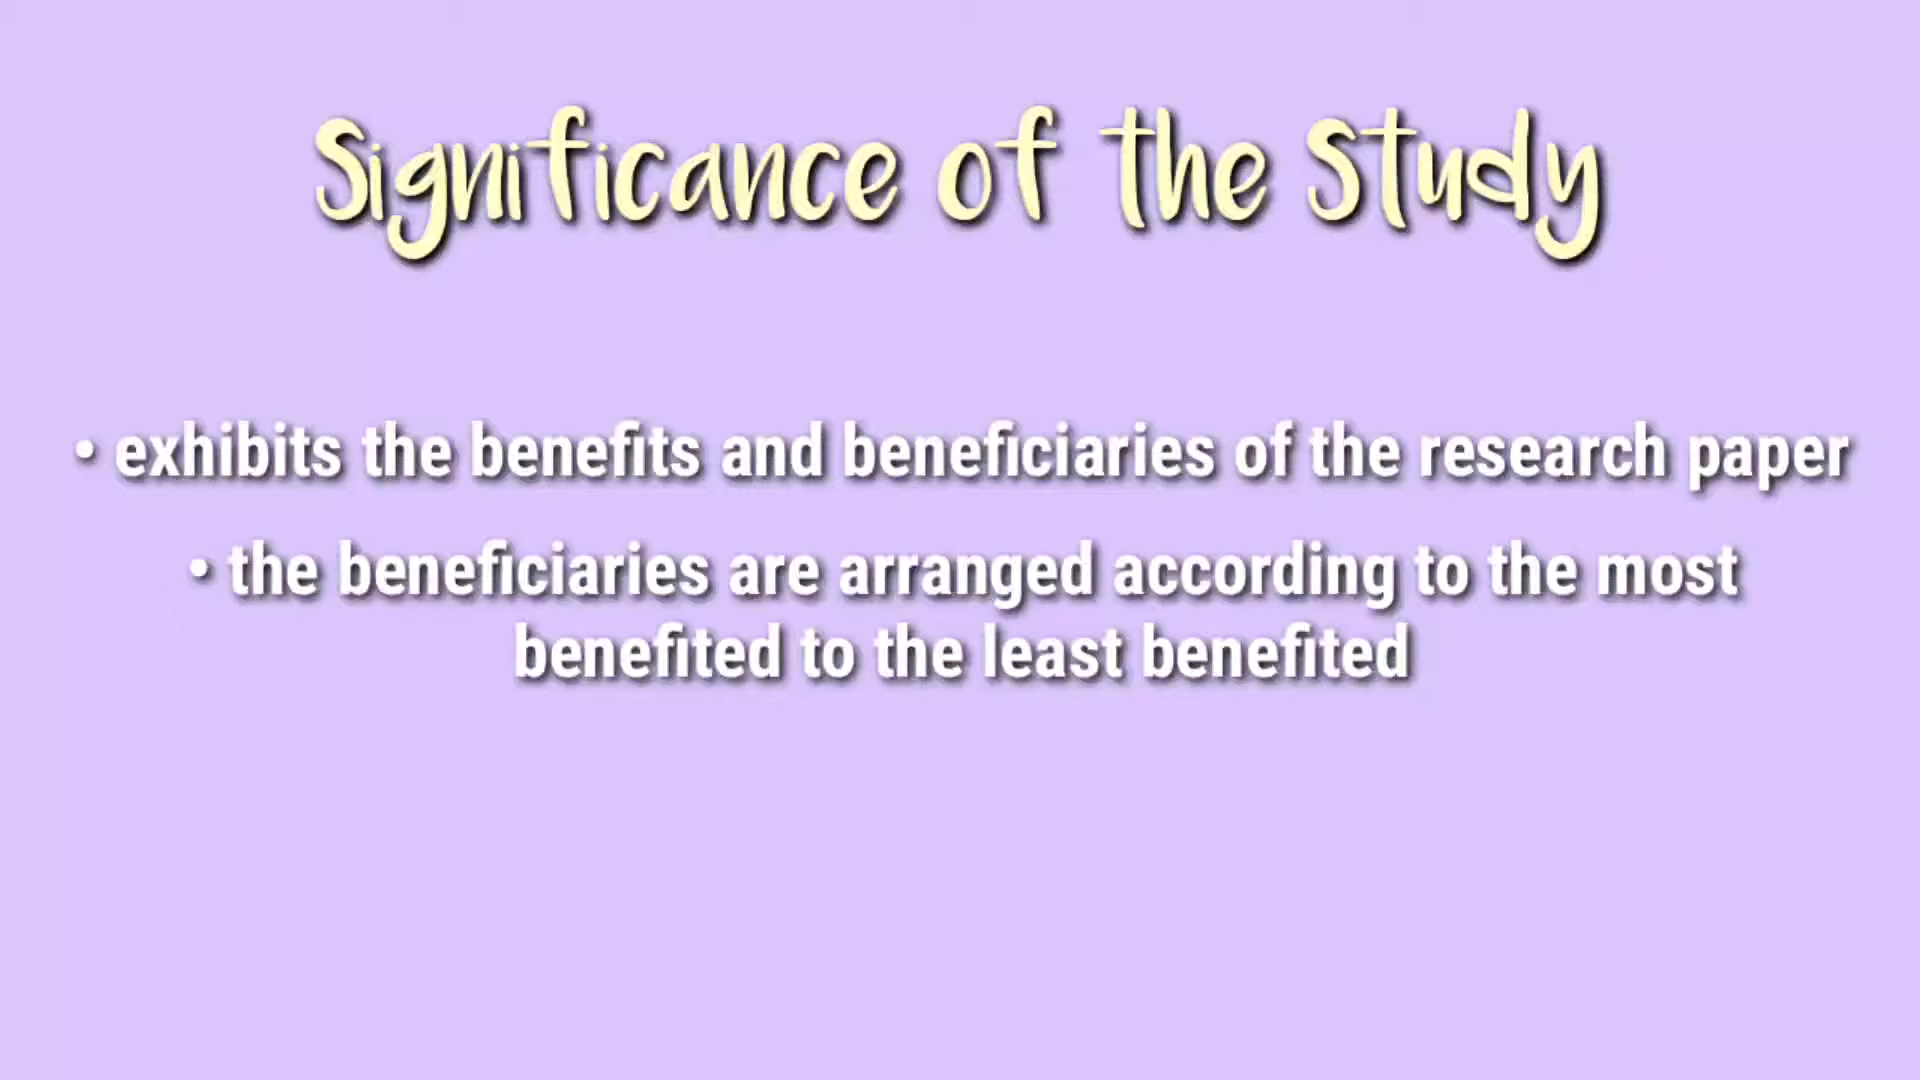 Significance of the Study
• exhibits the benefits and beneficiaries of the research paper
• the beneficiaries are arranged according to the most
benefited to the least benefited